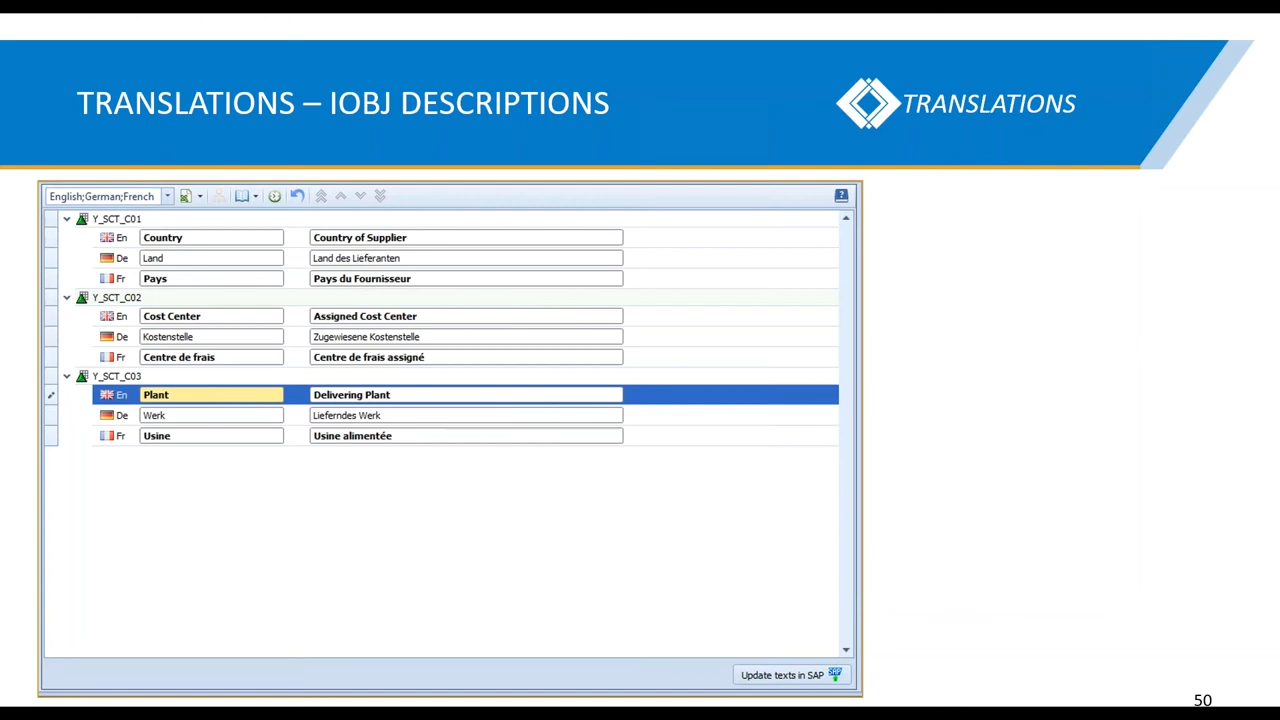 TRANSLATIONS – IOBJ DESCRIPTIONS
TRANSLATIONS
English;German;French
Y_SCT_C01
En Country Country of Supplier
De Land Land des Lieferanten
Fr Pays Pays du Fournisseur
Y_SCT_C02
En Cost Center Assigned Cost Center
De Kostenstelle Zugewiesene Kostenstelle
Fr Centre de frais Centre de frais assigné
Y_SCT_C03
En Plant Delivering Plant
De Werk Lieferndes Werk
Fr Usine Usine alimentée
Update texts in SAP SAP
50